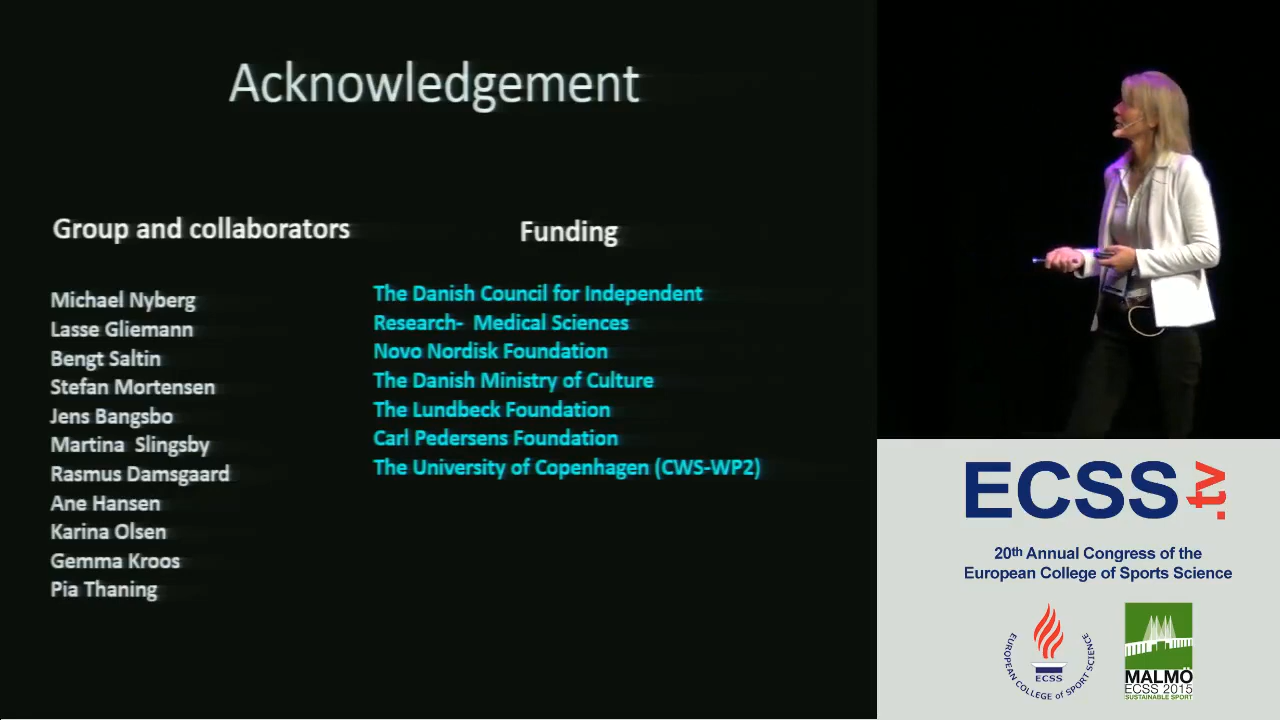 Acknowledgement
Group and collaborators
Michael Nyberg
Lasse Gliemann
Bengt Saltin
Stefan Mortensen
Jens Bangsbo
Martina Slingsby
Rasmus Damsgaard
Ane Hansen
Karina Olsen
Gemma Kroos
Pia Thaning
Funding
The Danish Council for Independent
Research- Medical Sciences
Novo Nordisk Foundation
The Danish Ministry of Culture
The Lundbeck Foundation
Carl Pedersens Foundation
The University of Copenhagen (CWS-WP2)
ECSS.tv
20th Annual Congress of the
European College of Sports Science
EUROPEAN COLLEGE OF SPORT SCIENCE
ECSS
MALMÖ
ECSS 2015
SUSTAINABLE SPORT